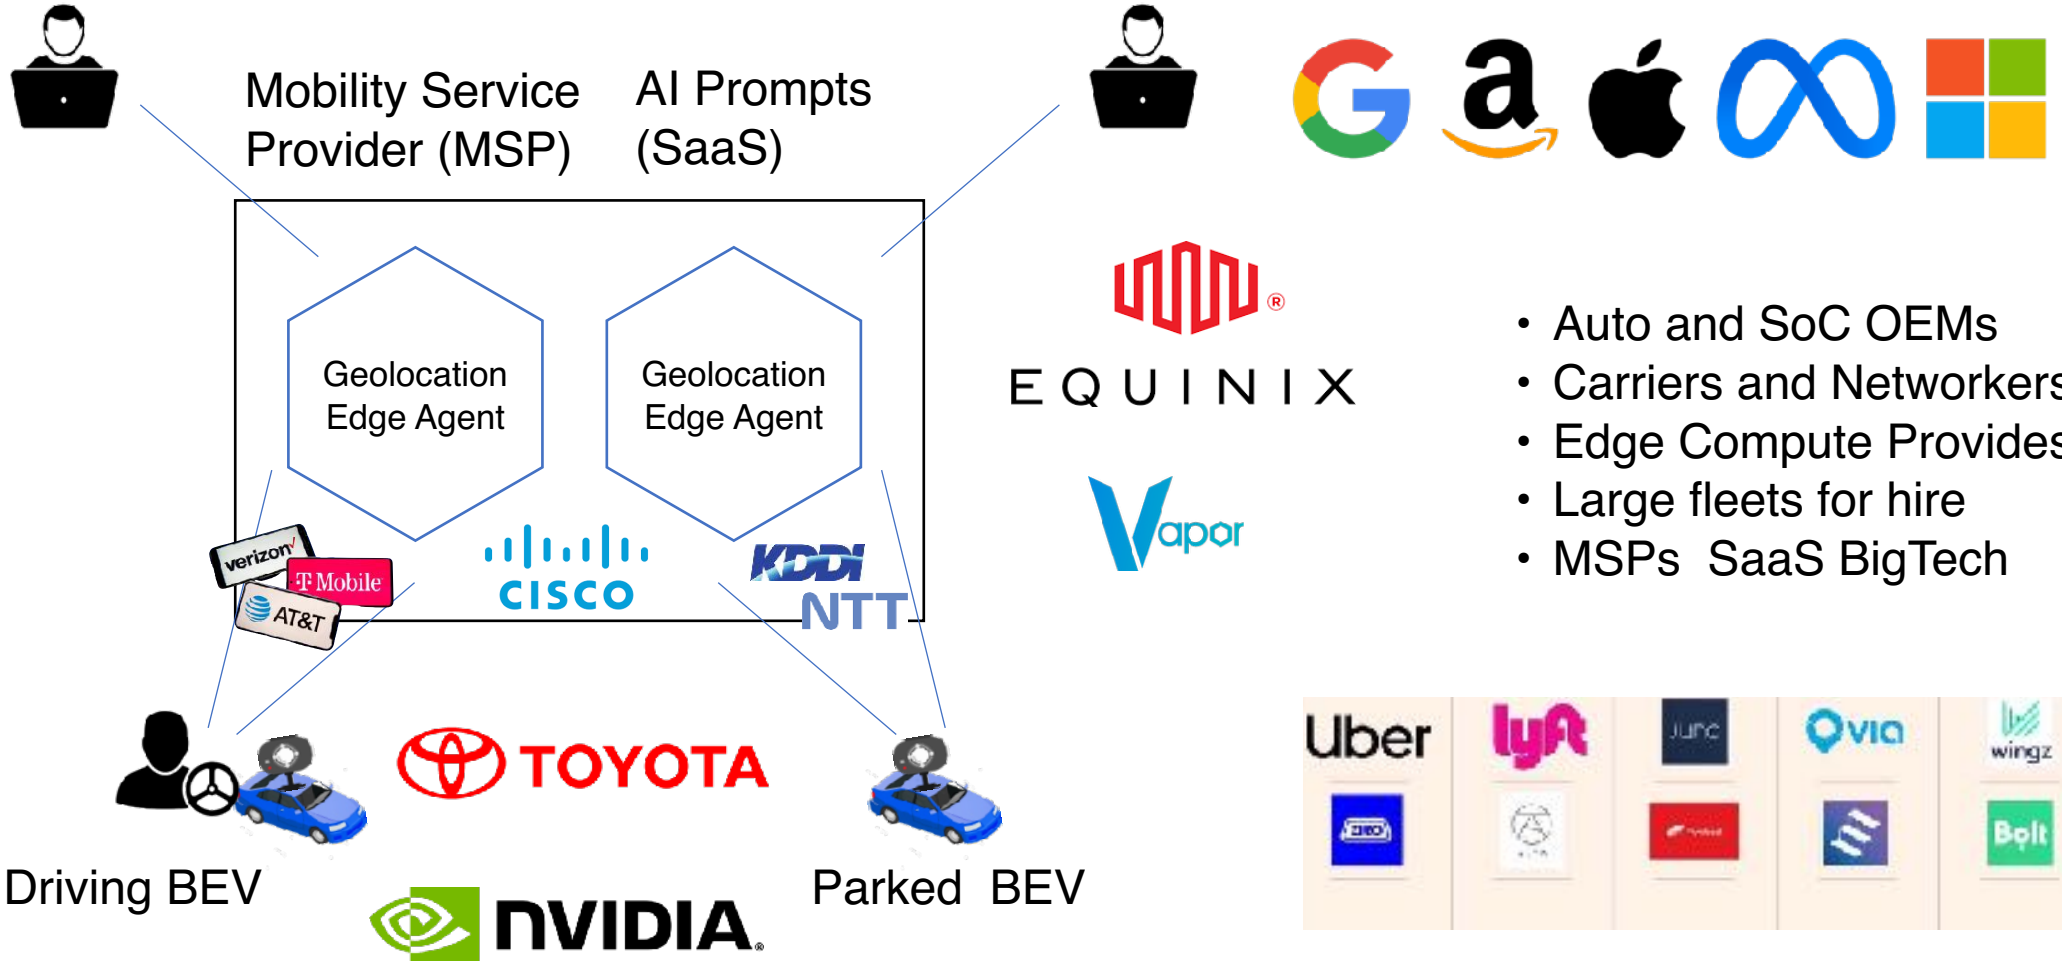 Mobility Service
Provider (MSP)
AI Prompts
(SaaS)
Geolocation
Edge Agent
Geolocation
Edge Agent
EQUINIX
®
Vapor
• Auto and SoC OEMs
• Carriers and Networkers
• Edge Compute Provides
• Large fleets for hire
• MSPs  SaaS BigTech
verizon
T Mobile
AT&T
CISCO
KDDI
NTT
TOYOTA
Driving BEV
Parked  BEV
NVIDIA.
Uber
lyft
juno
via
wingz
Bolt